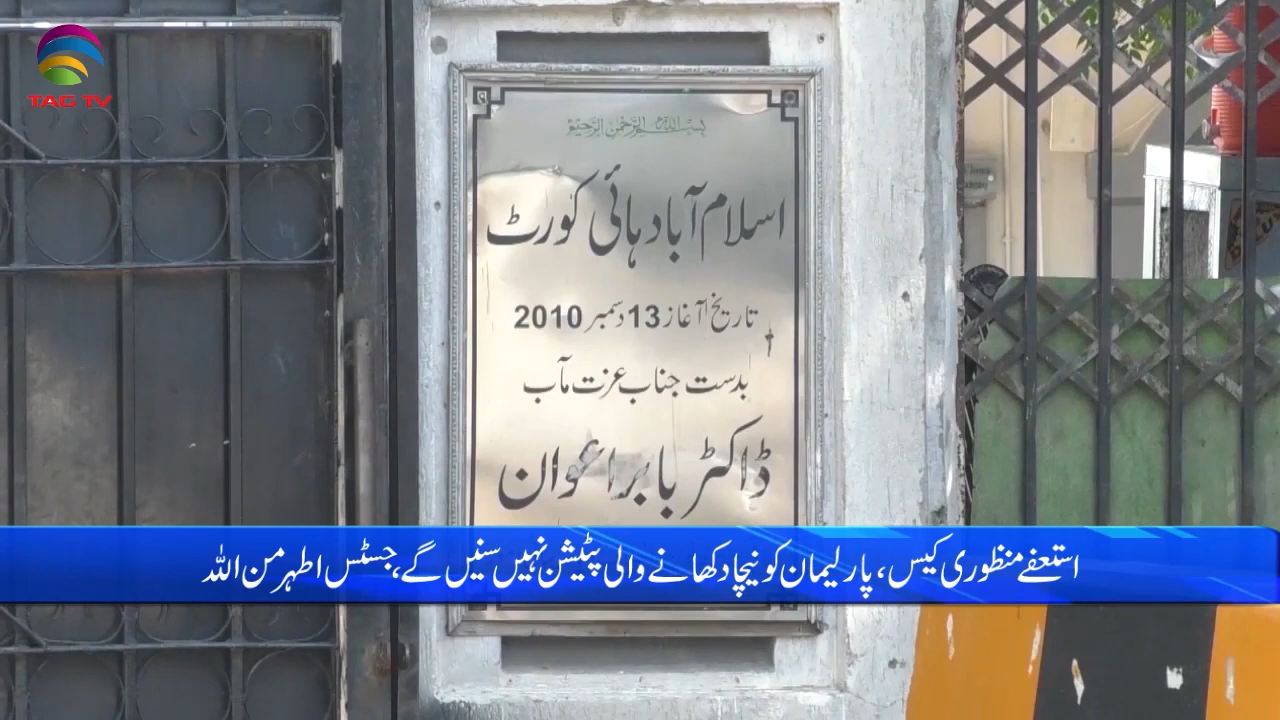 TAG TV
بسم اللہ الرحمن الرحیم
اسلام آباد ہائی کورٹ
تاریخ آغاز 13 دسمبر 2010
بدست جناب عزت مآب
ڈاکٹر بابر اعوان
استعفے منظوری کیس، پارلیمان کو نیچا دکھانے والی پٹیشن نہیں سنیں گے، جسٹس اطہر من اللہ